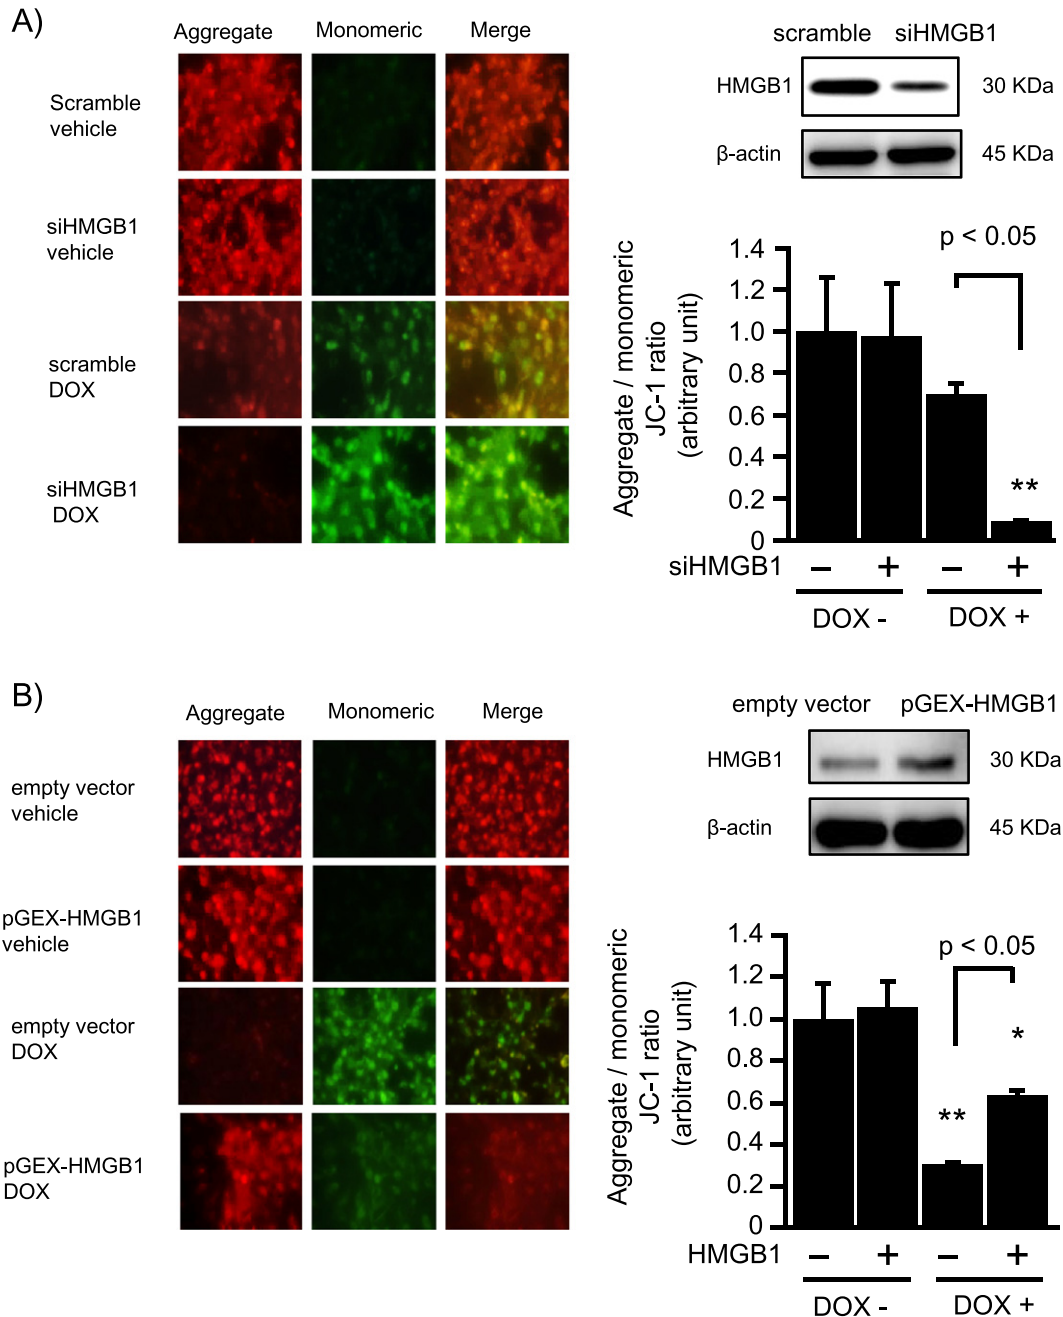 A)
Aggregate Monomeric Merge
Scramble
vehicle
siHMGB1
vehicle
scramble
DOX
siHMGB1
DOX
scramble siHMGB1
HMGB1 30 KDa
β-actin 45 KDa
Aggregate / monomeric
JC-1 ratio
(arbitrary unit)
1.4
1.2
1.0
0.8
0.6
0.4
0.2
0
p < 0.05
**
siHMGB1 − + − +
DOX - DOX +
B)
Aggregate Monomeric Merge
empty vector
vehicle
pGEX-HMGB1
vehicle
empty vector
DOX
pGEX-HMGB1
DOX
empty vector pGEX-HMGB1
HMGB1 30 KDa
β-actin 45 KDa
Aggregate / monomeric
JC-1 ratio
(arbitrary unit)
1.4
1.2
1.0
0.8
0.6
0.4
0.2
0
p < 0.05
*
**
HMGB1 − + − +
DOX - DOX +